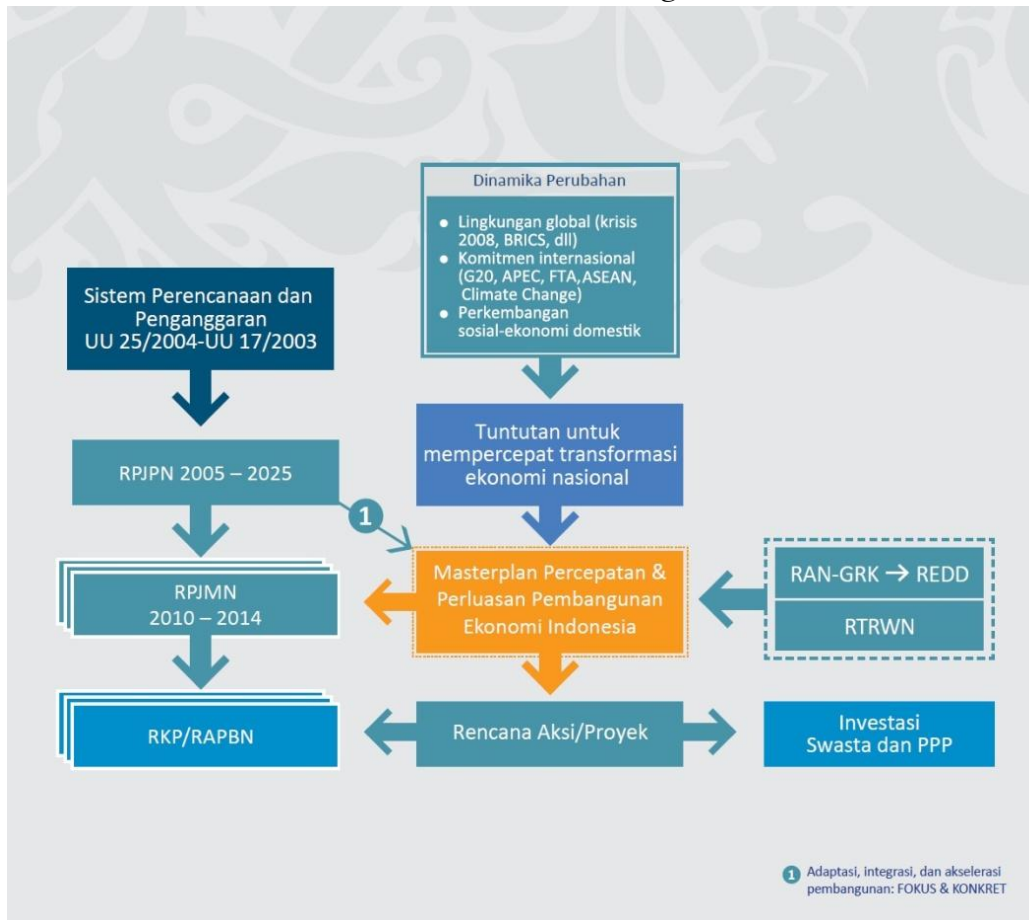 Dinamika Perubahan
● Lingkungan global (krisis
2008, BRICS, dll)
● Komitmen internasional
(G20, APEC, FTA,ASEAN,
Climate Change)
● Perkembangan
sosial-ekonomi domestik
Sistem Perencanaan dan
Penganggaran
UU 25/2004-UU 17/2003
Tuntutan untuk
mempercepat transformasi
ekonomi nasional
RPJPN 2005 – 2025
1
RPJMN
2010 – 2014
Masterplan Percepatan &
Perluasan Pembangunan
Ekonomi Indonesia
RAN-GRK → REDD
RTRWN
RKP/RAPBN
Rencana Aksi/Proyek
Investasi
Swasta dan PPP
1 Adaptasi, integrasi, dan akselerasi
pembangunan: FOKUS & KONKRET